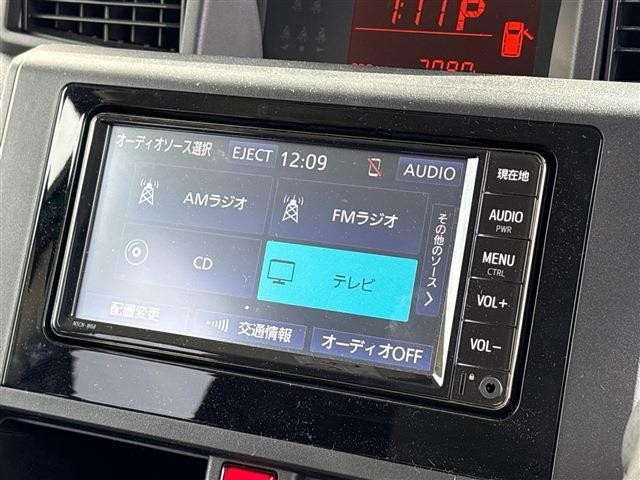 P
オーディオソース選択 EJECT 12:09 AUDIO
AMラジオ FMラジオ
CD テレビ
その他のソース
配置変更 交通情報 オーディオOFF
現在地
AUDIO
PWR
MENU
CTRL
VOL+
VOL-